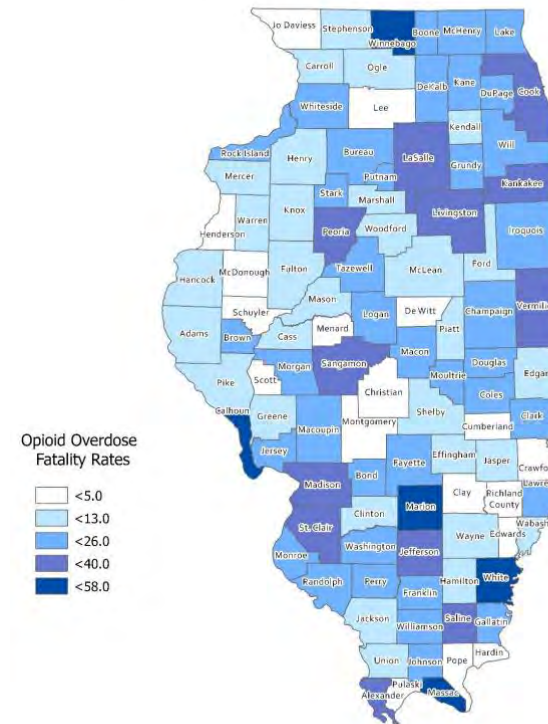 Jo Daviess
Stephenson
Winnebago
Boone
McHenry
Lake
Carroll
Ogle
DeKalb
Kane
Cook
DuPage
Whiteside
Lee
Kendall
Will
Rock Island
Henry
Bureau
LaSalle
Grundy
Mercer
Putnam
Kankakee
Stark
Marshall
Knox
Warren
Henderson
Peoria
Livingston
Woodford
Iroquois
Fulton
McDonough
Tazewell
McLean
Ford
Hancock
Mason
Schuyler
Logan
De Witt
Champaign
Vermili
Adams
Brown
Cass
Menard
Piatt
Macon
Morgan
Sangamon
Douglas
Moultrie
Edgar
Pike
Scott
Christian
Coles
Calhoun
Greene
Shelby
Macoupin
Montgomery
Cumberland
Clark
Jersey
Effingham
Jasper
Fayette
Bond
Crawfo
Madison
Clay
Richland
County
Lawre
Clinton
Marion
Wabash
St. Clair
Wayne
Edwards
Washington
Jefferson
Monroe
Hamilton
White
Randolph
Perry
Franklin
Jackson
Williamson
Saline
Gallatin
Union
Johnson
Pope
Hardin
Pulaski
Alexander
Massac
Opioid Overdose
Fatality Rates
<5.0
<13.0
<26.0
<40.0
<58.0